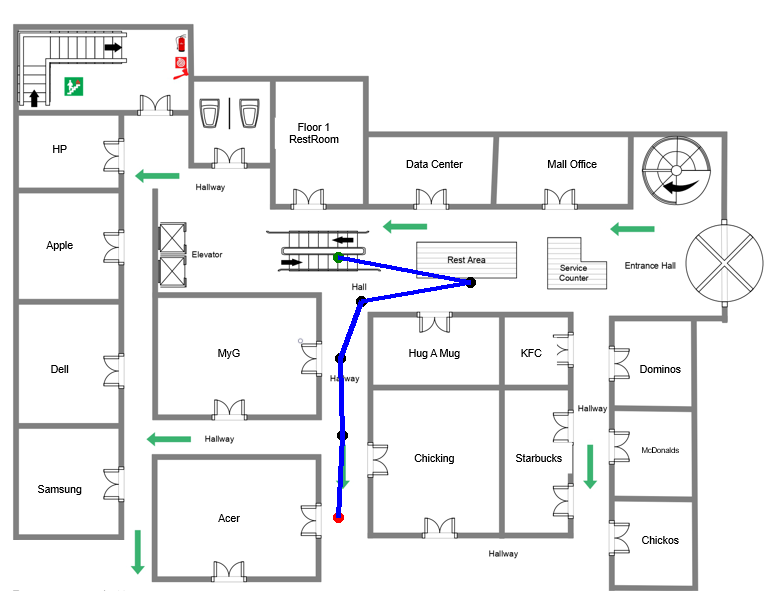 Floor 1
RestRoom
HP
Data Center
Mall Office
Hallway
Apple
Elevator
Rest Area
Service
Counter
Entrance Hall
Hall
MyG
Hug A Mug
KFC
Dell
Dominos
Hallway
Hallway
Hallway
McDonalds
Chicking
Starbucks
Samsung
Acer
Chickos
Hallway